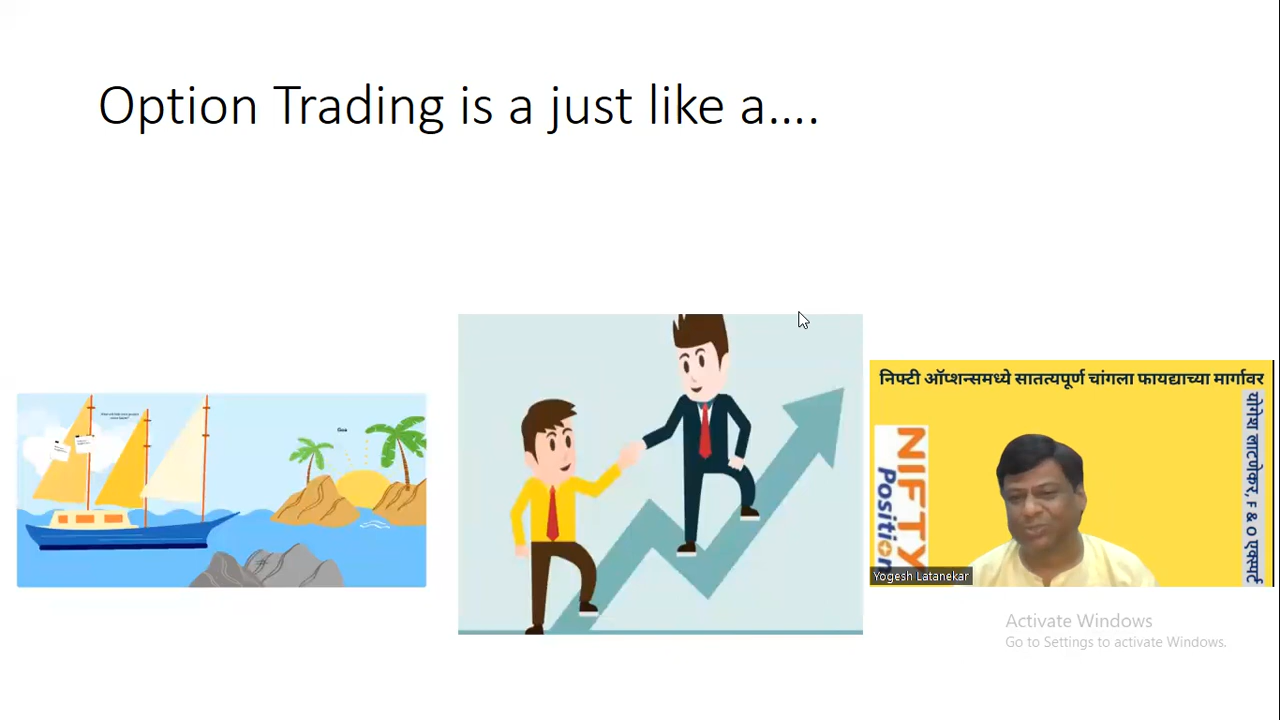 Option Trading is a just like a....
Goa
निफ्टी ऑप्शन्समध्ये सातत्यपूर्ण चांगला फायद्याच्या मार्गावर
NIFTY
Position
योगेश लाटणेकर, F & O एक्सपर्ट
Yogesh Latanekar
Activate Windows
Go to Settings to activate Windows.